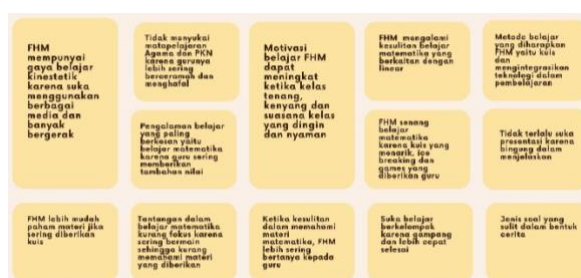 FHM
mempunyai
gaya belajar
kinestetik
karena suka
menggunakan
berbagai
media dan
banyak
bergerak
Tidak menyukai
matapelajaran
Agama dan PKN
karena gurunya
lebih sering
berceramah dan
menghafal
Motivasi
belajar FHM
dapat
meningkat
ketika kelas
tenang,
kenyang dan
suasana kelas
yang dingin
dan nyaman
FHM mengalami
kesulitan belajar
matematika yang
berkaitan dengan
linear
Metode belajar
yang diharapkan
FHM yaitu kuis
dan
mengintegrasikan
teknologi dalam
pembelajaran
Pengalaman belajar
yang paling
berkesan yaitu
belajar matematika
karena guru sering
memberikan
tambahan nilai
FHM senang
belajar
matematika
karena kuis yang
menarik, ice
breaking dan
games yang
diberikan guru
Tidak terlalu suka
presentasi karena
bingung dalam
menjelaskan
FHM lebih mudah
paham materi jika
sering diberikan
kuis
Tantangan dalam
belajar matematika
kurang fokus karena
sering bermain
sehingga kurang
memahami materi
yang diberikan
Ketika kesulitan
dalam memahami
materi
matematika, FHM
lebih sering
bertanya kepada
guru
Suka belajar
berkelompok
karena gampang
dan lebih cepat
selesai
Jenis soal yang
sulit dalam bentuk
cerita